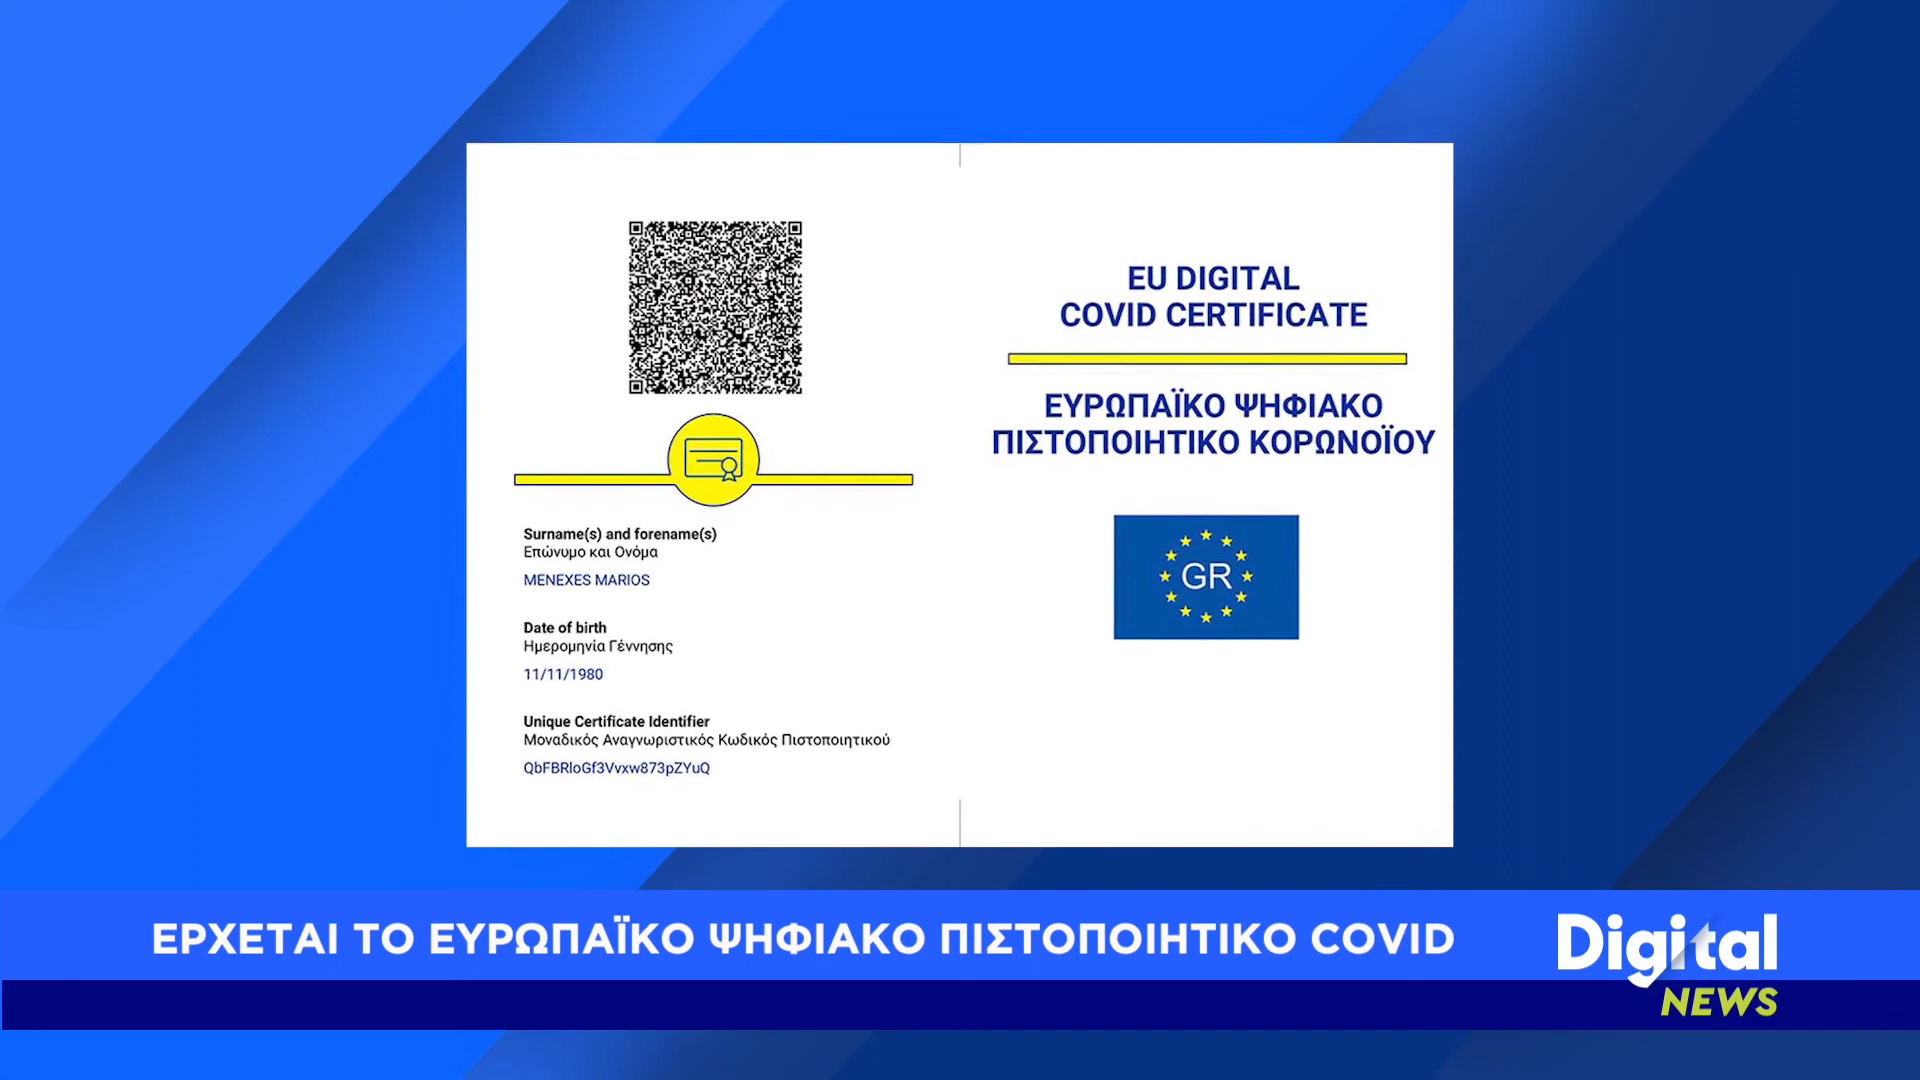 Surname(s) and forename(s)
Επώνυμο και Ονόμα
MENEXES MARIOS
Date of birth
Ημερομηνία Γέννησης
11/11/1980
Unique Certificate Identifier
Μοναδικός Αναγνωριστικός Κωδικός Πιστοποιητικού
QbFBRloGf3Vvxw873pZYuQ
EU DIGITAL
COVID CERTIFICATE
ΕΥΡΩΠΑΪΚΟ ΨΗΦΙΑΚΟ
ΠΙΣΤΟΠΟΙΗΤΙΚΟ ΚΟΡΩΝΟΪΟΥ
GR
ΕΡΧΕΤΑΙ ΤΟ ΕΥΡΩΠΑΪΚΟ ΨΗΦΙΑΚΟ ΠΙΣΤΟΠΟΙΗΤΙΚΟ COVID
Digital
NEWS